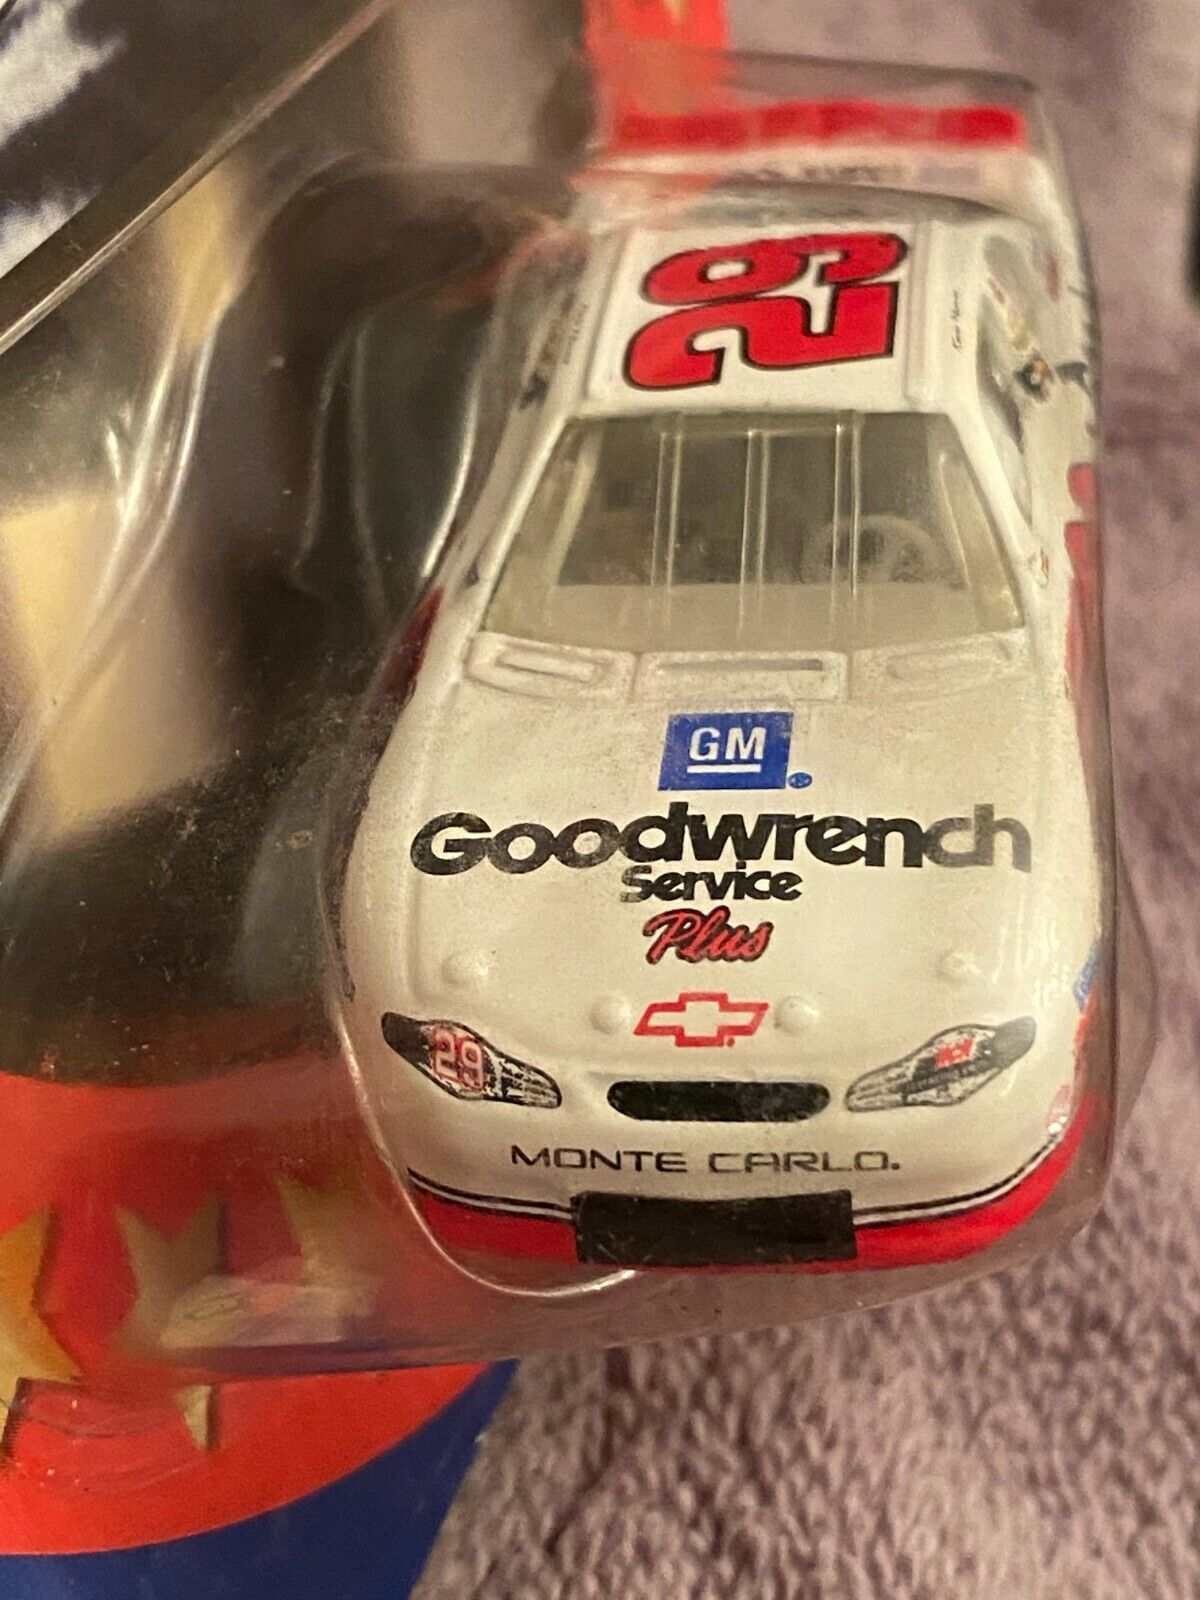 29
GM
Goodwrench
Service
Plus
29
MONTE CARLO.